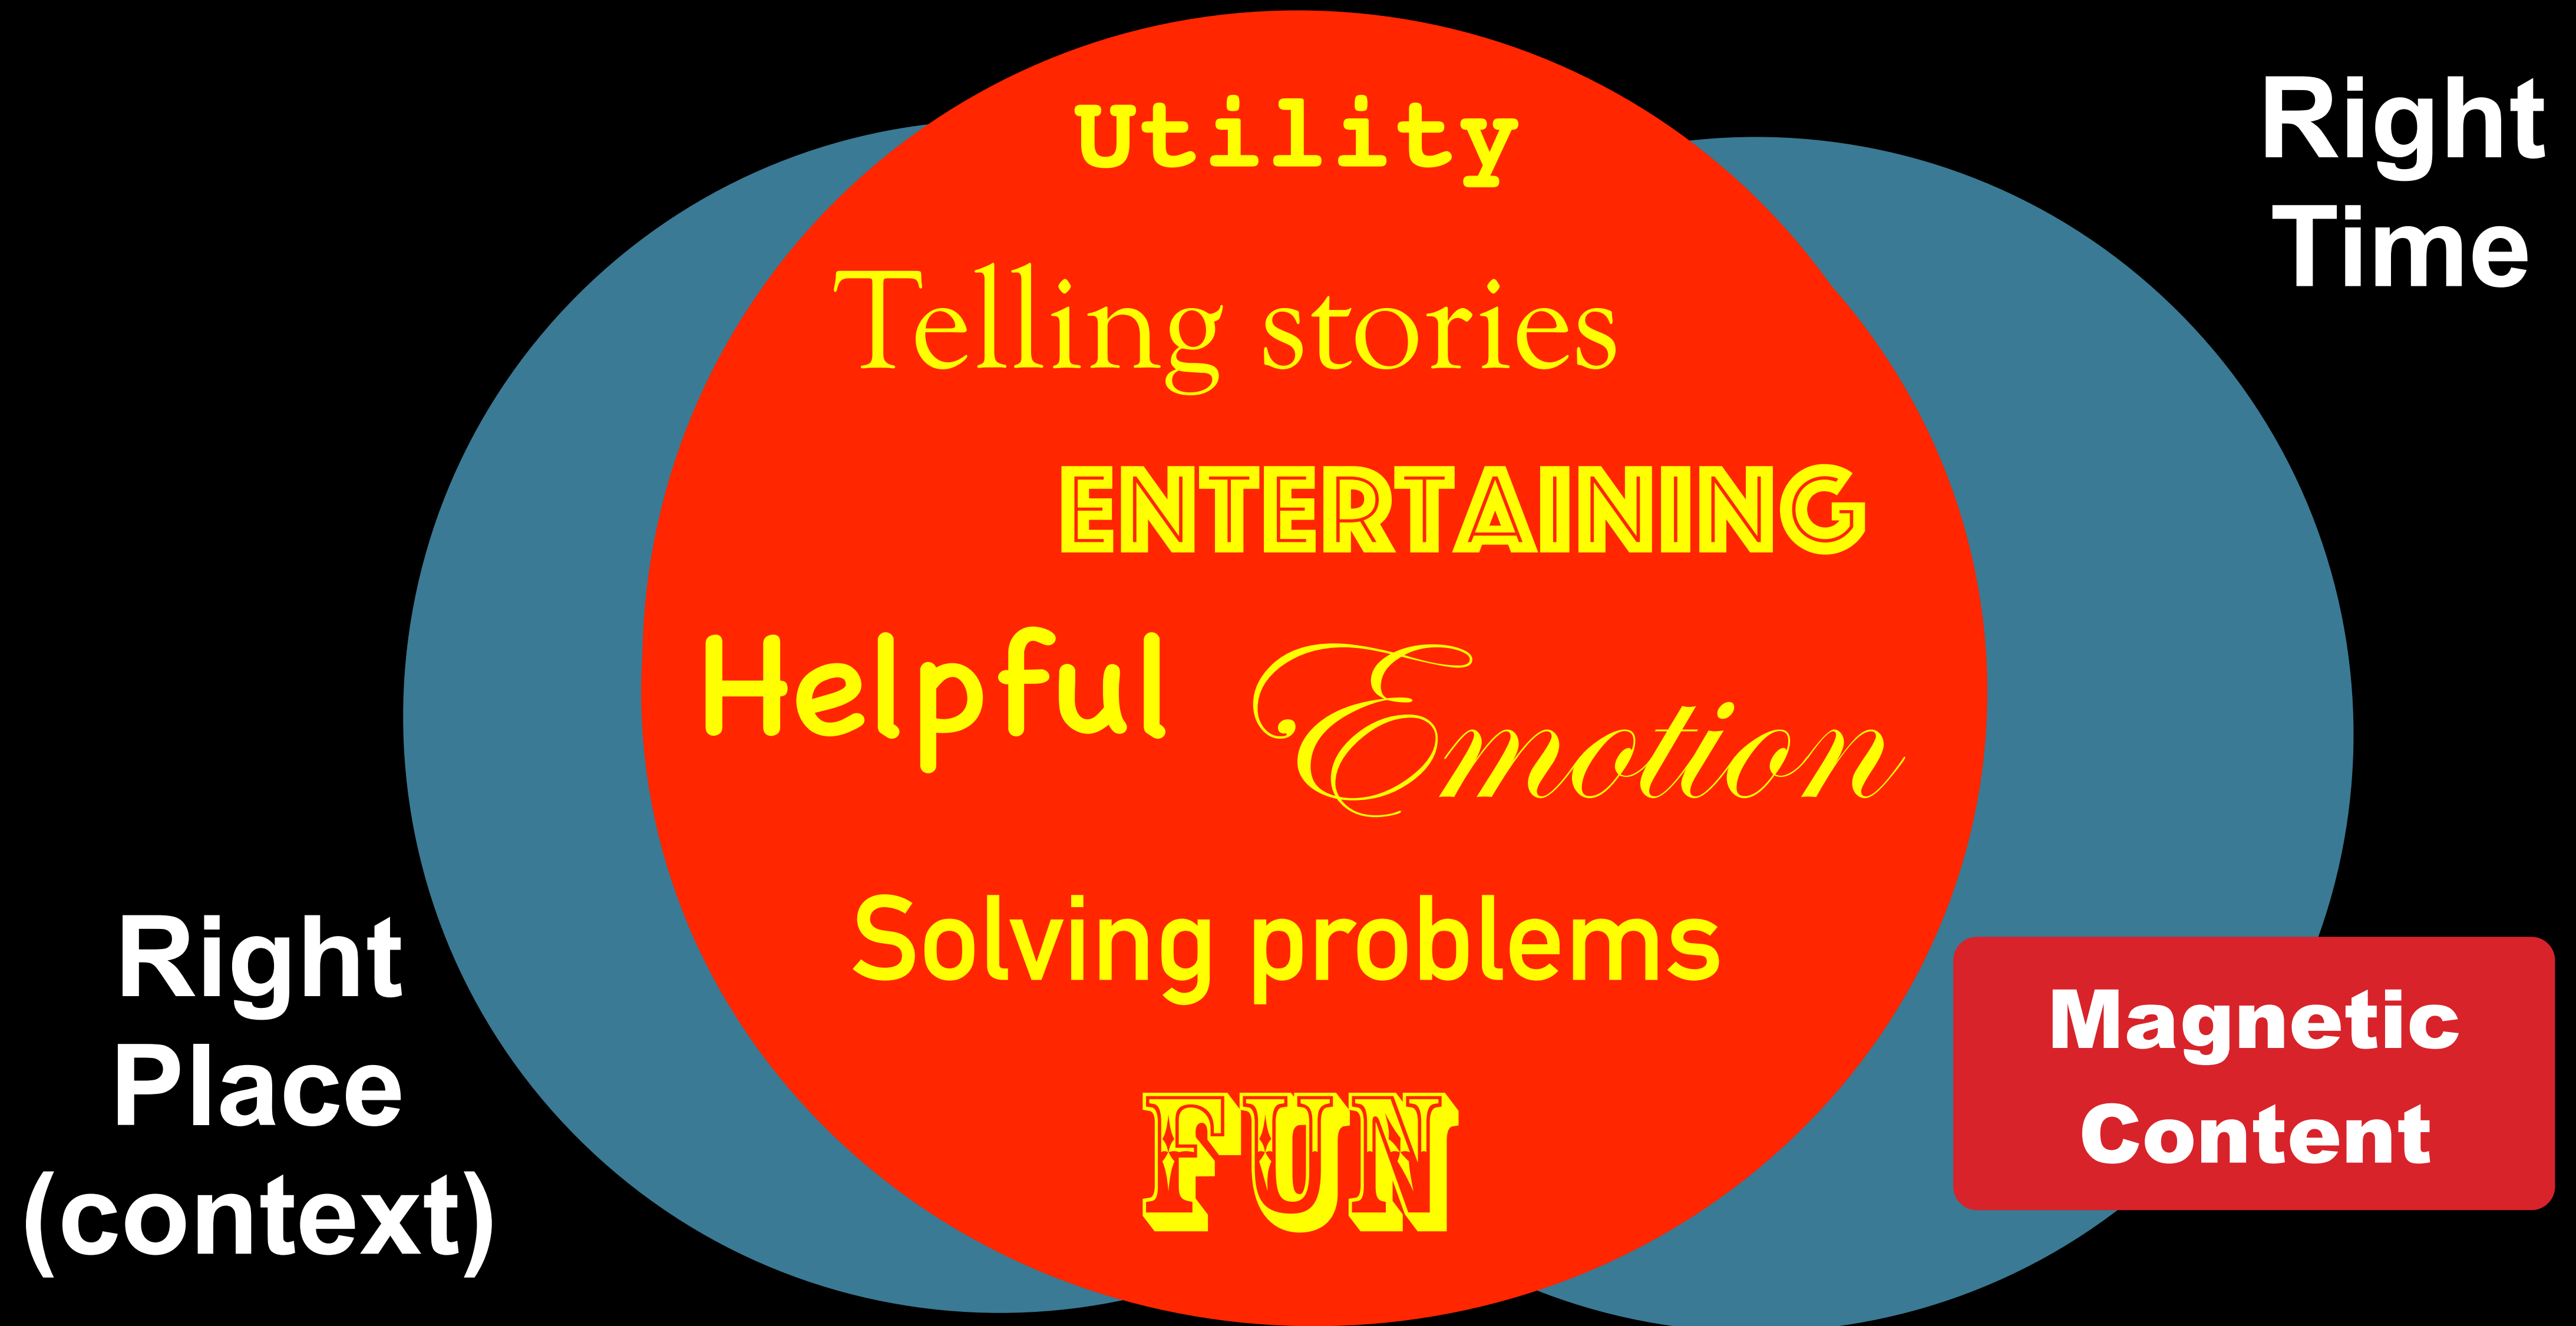 Utility
Right
Time
Telling stories
ENTERTAINING
Helpful
Emotion
Solving problems
Right
Place
(context)
Magnetic
Content
FUN